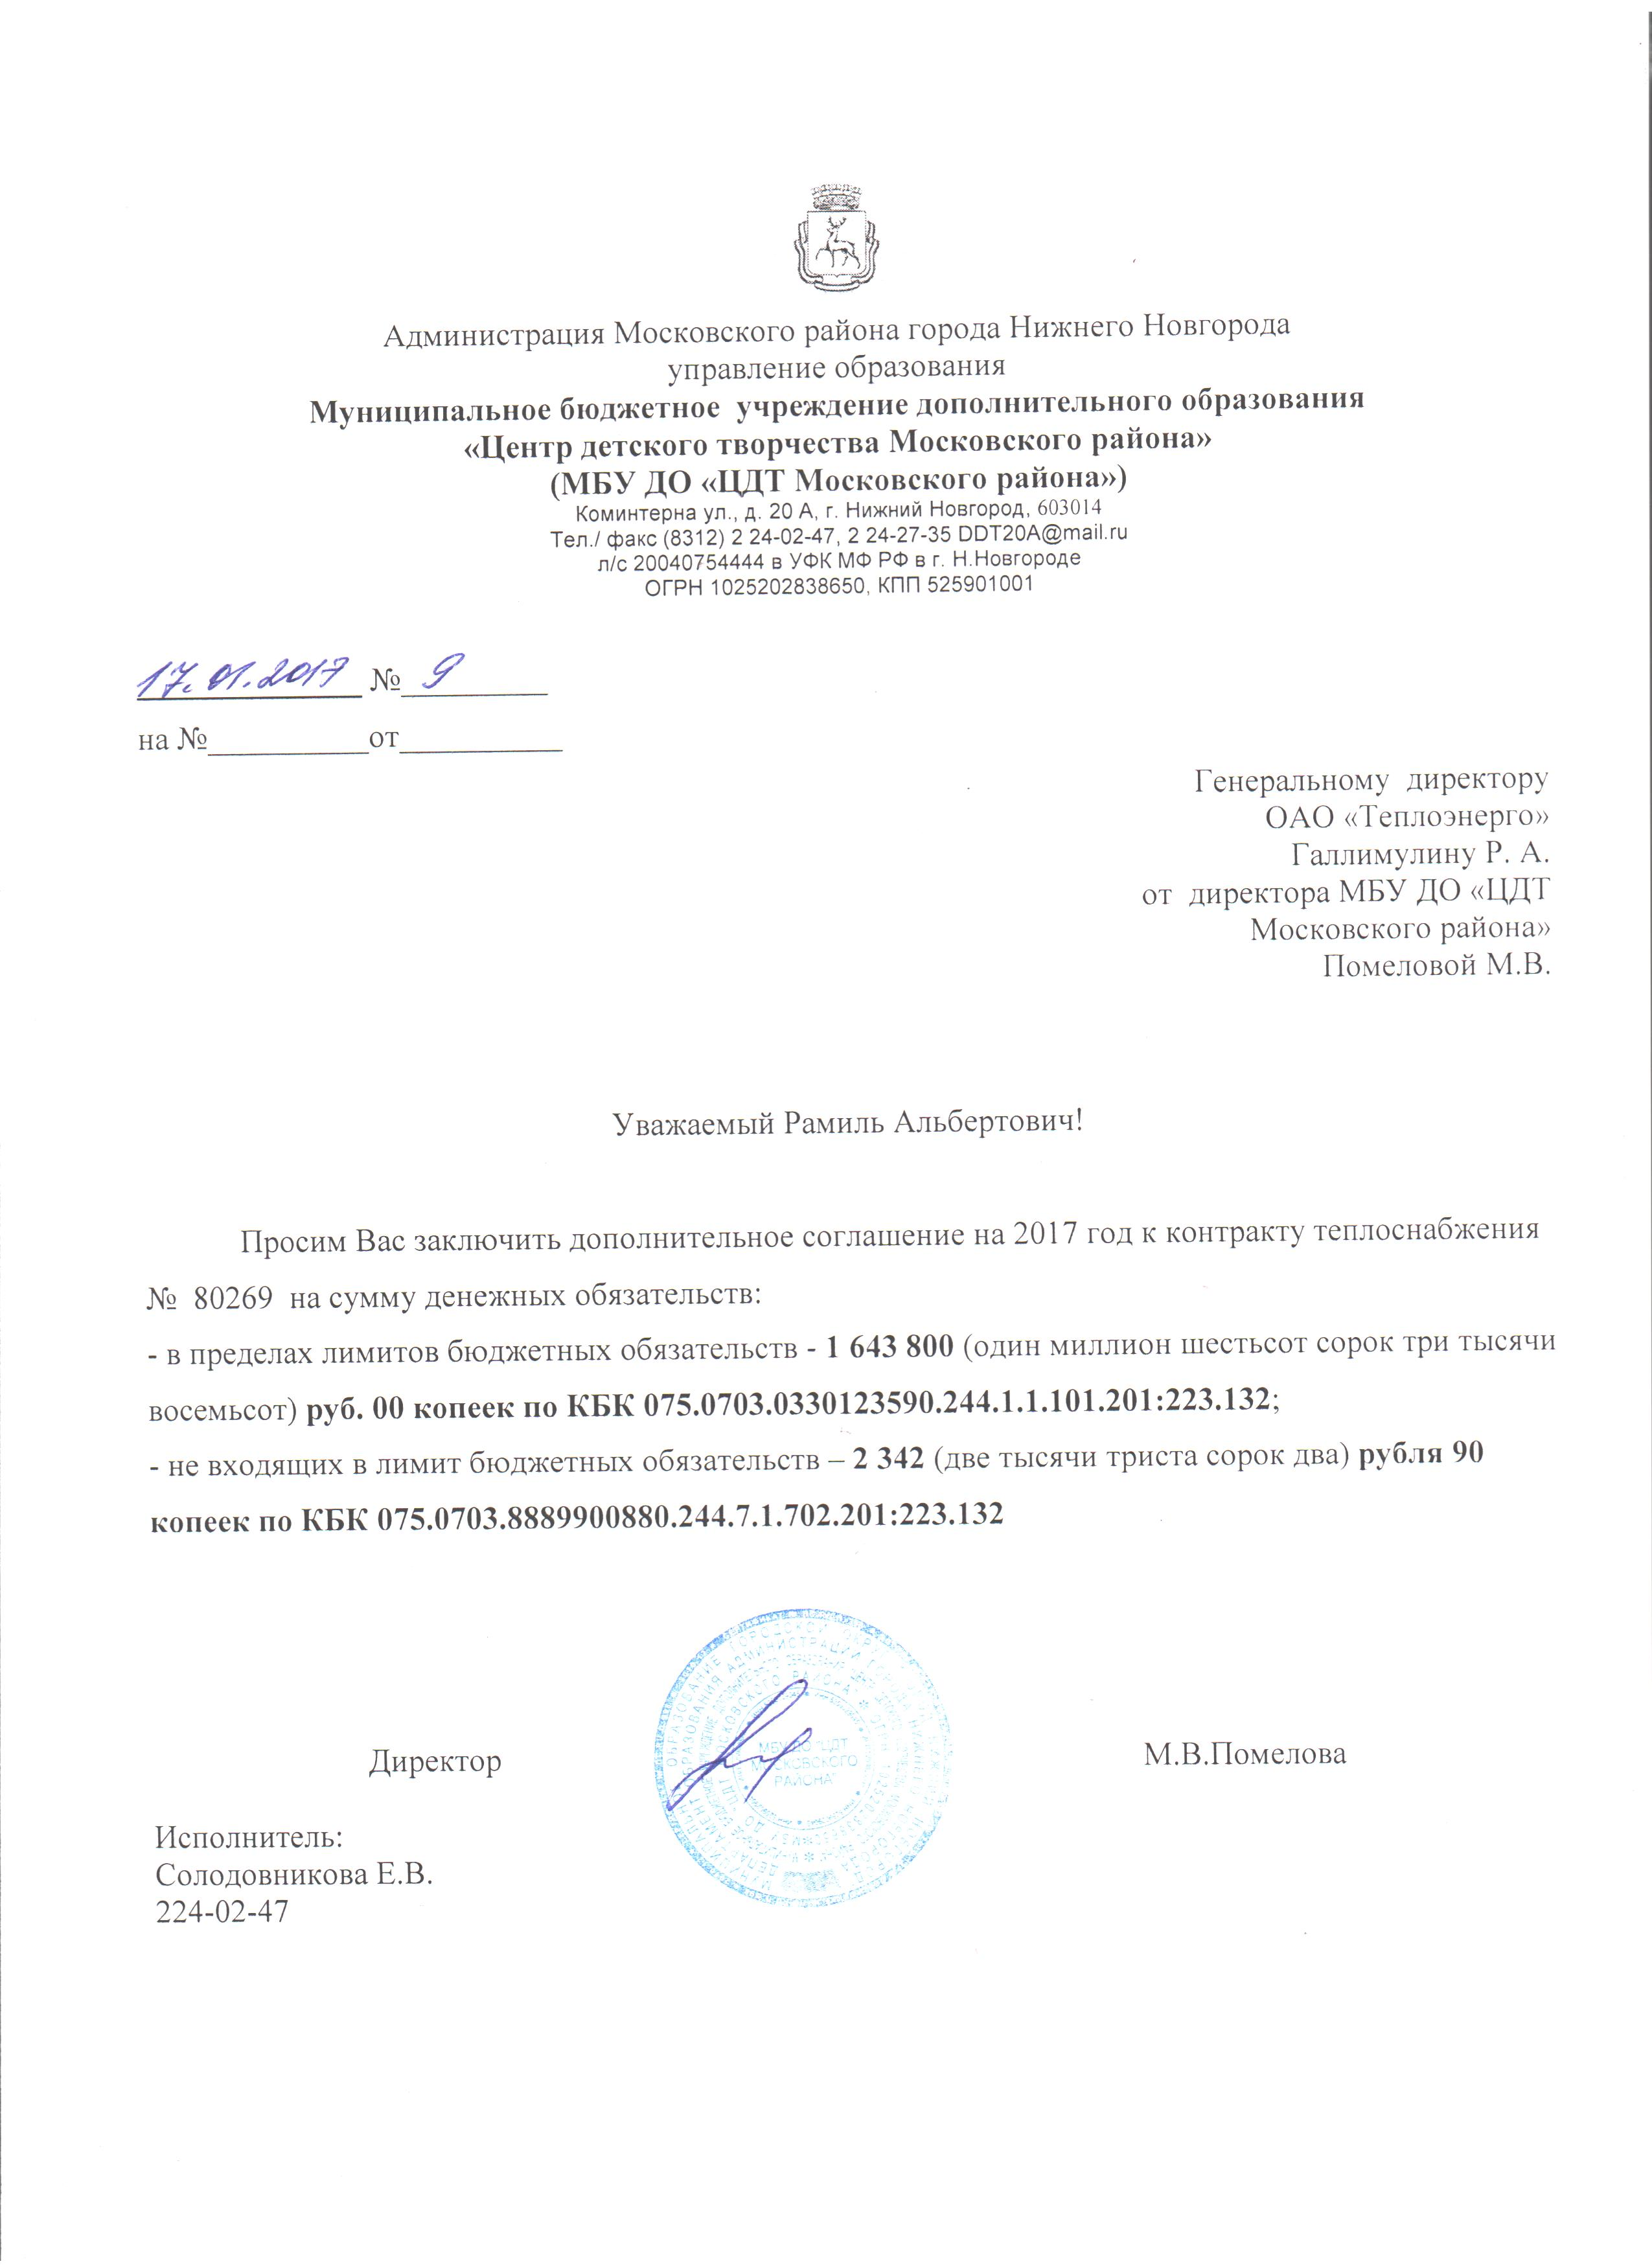 Администрация Московского района города Нижнего Новгорода
управление образования
Муниципальное бюджетное учреждение дополнительного образования
«Центр детского творчества Московского района»
(МБУ ДО «ЦДТ Московского района»)
Коминтерна ул., д. 20 А, г. Нижний Новгород, 603014
Тел./ факс (8312) 2 24-02-47, 2 24-27-35 DDT20A@mail.ru
л/с 20040754444 в УФК МФ РФ в г. Н.Новгороде
ОГРН 1025202838650, КПП 525901001
17.01.2017 № 9
на №__________от__________
Генеральному директору
ОАО «Теплоэнерго»
Галлимулину Р. А.
от директора МБУ ДО «ЦДТ
Московского района»
Помеловой М.В.
Уважаемый Рамиль Альбертович!
Просим Вас заключить дополнительное соглашение на 2017 год к контракту теплоснабжения
№ 80269 на сумму денежных обязательств:
- в пределах лимитов бюджетных обязательств - 1 643 800 (один миллион шестьсот сорок три тысячи
восемьсот) руб. 00 копеек по КБК 075.0703.0330123590.244.1.1.101.201:223.132;
- не входящих в лимит бюджетных обязательств – 2 342 (две тысячи триста сорок два) рубля 90
копеек по КБК 075.0703.8889900880.244.7.1.702.201:223.132
МБУ ДО "ЦДТ
МОСКОВСКОГО
РАЙОНА"
Директор М.В.Помелова
Исполнитель:
Солодовникова Е.В.
224-02-47